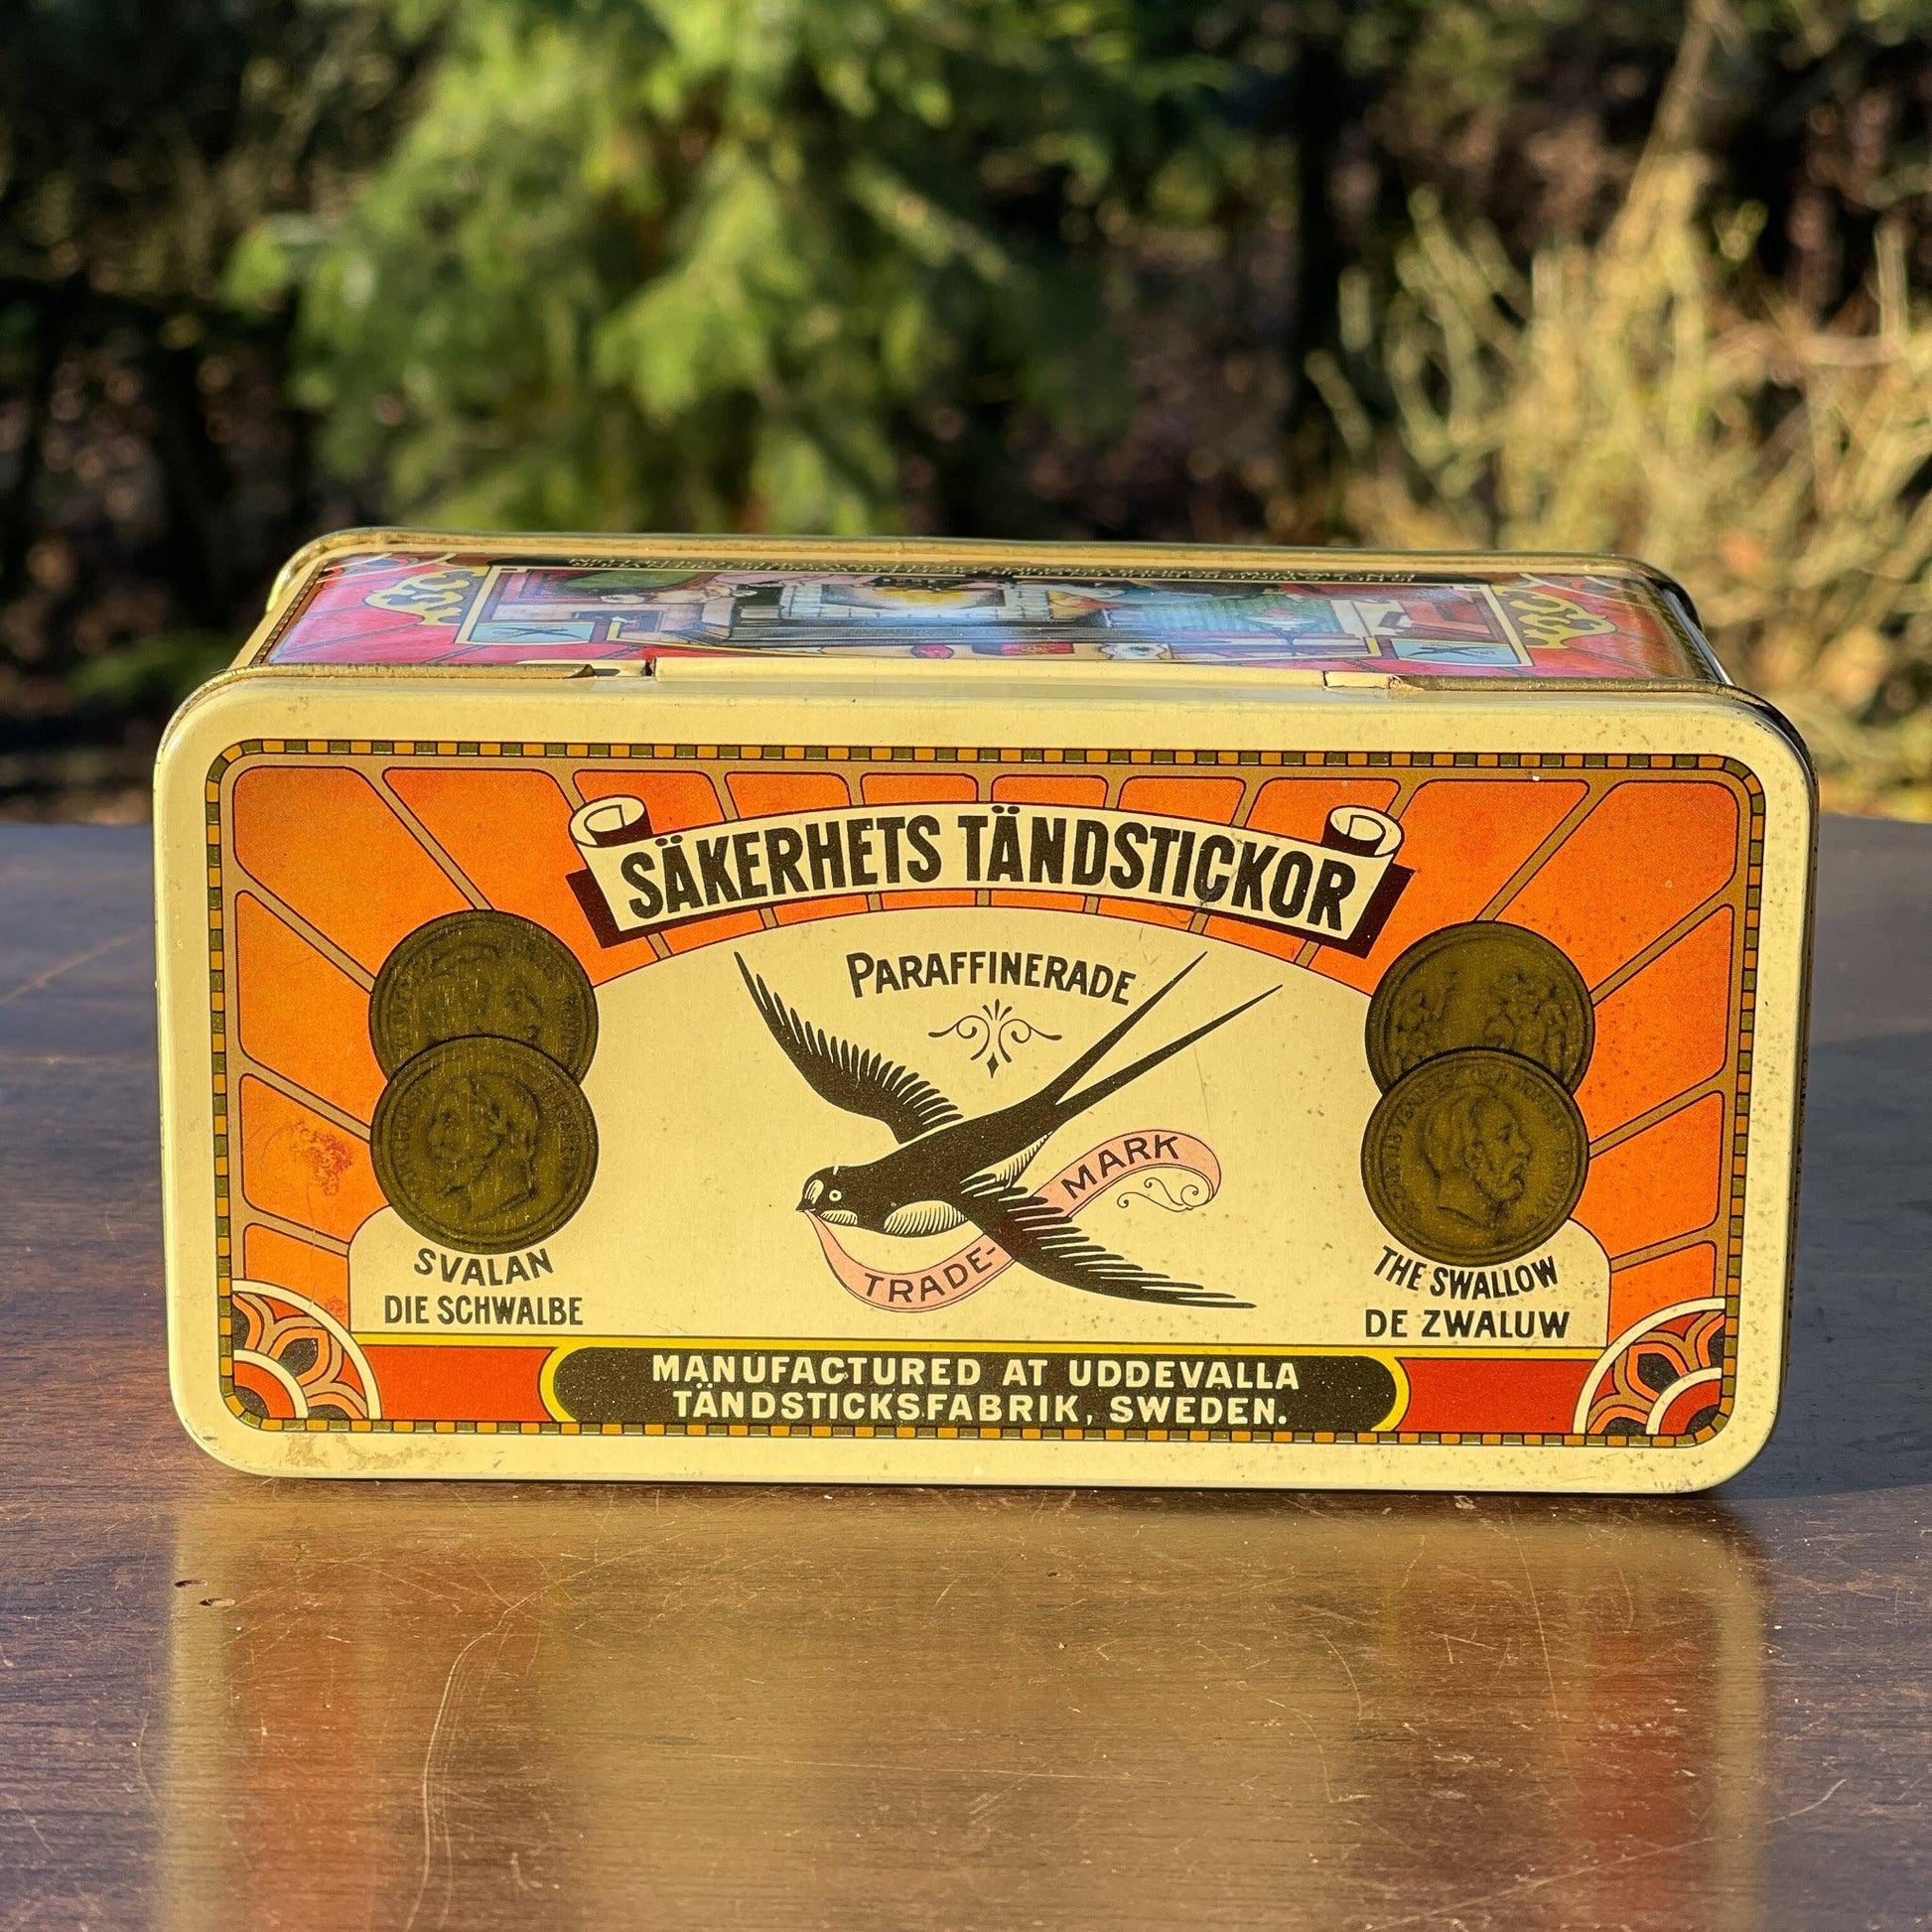 SÄKERHETS TÄNDSTICKOR
PARAFFINERADE
TRADE-MARK
SVALAN
DIE SCHWALBE
THE SWALLOW
DE ZWALUW
MANUFACTURED AT UDDEVALLA
TÄNDSTICKSFABRIK, SWEDEN.